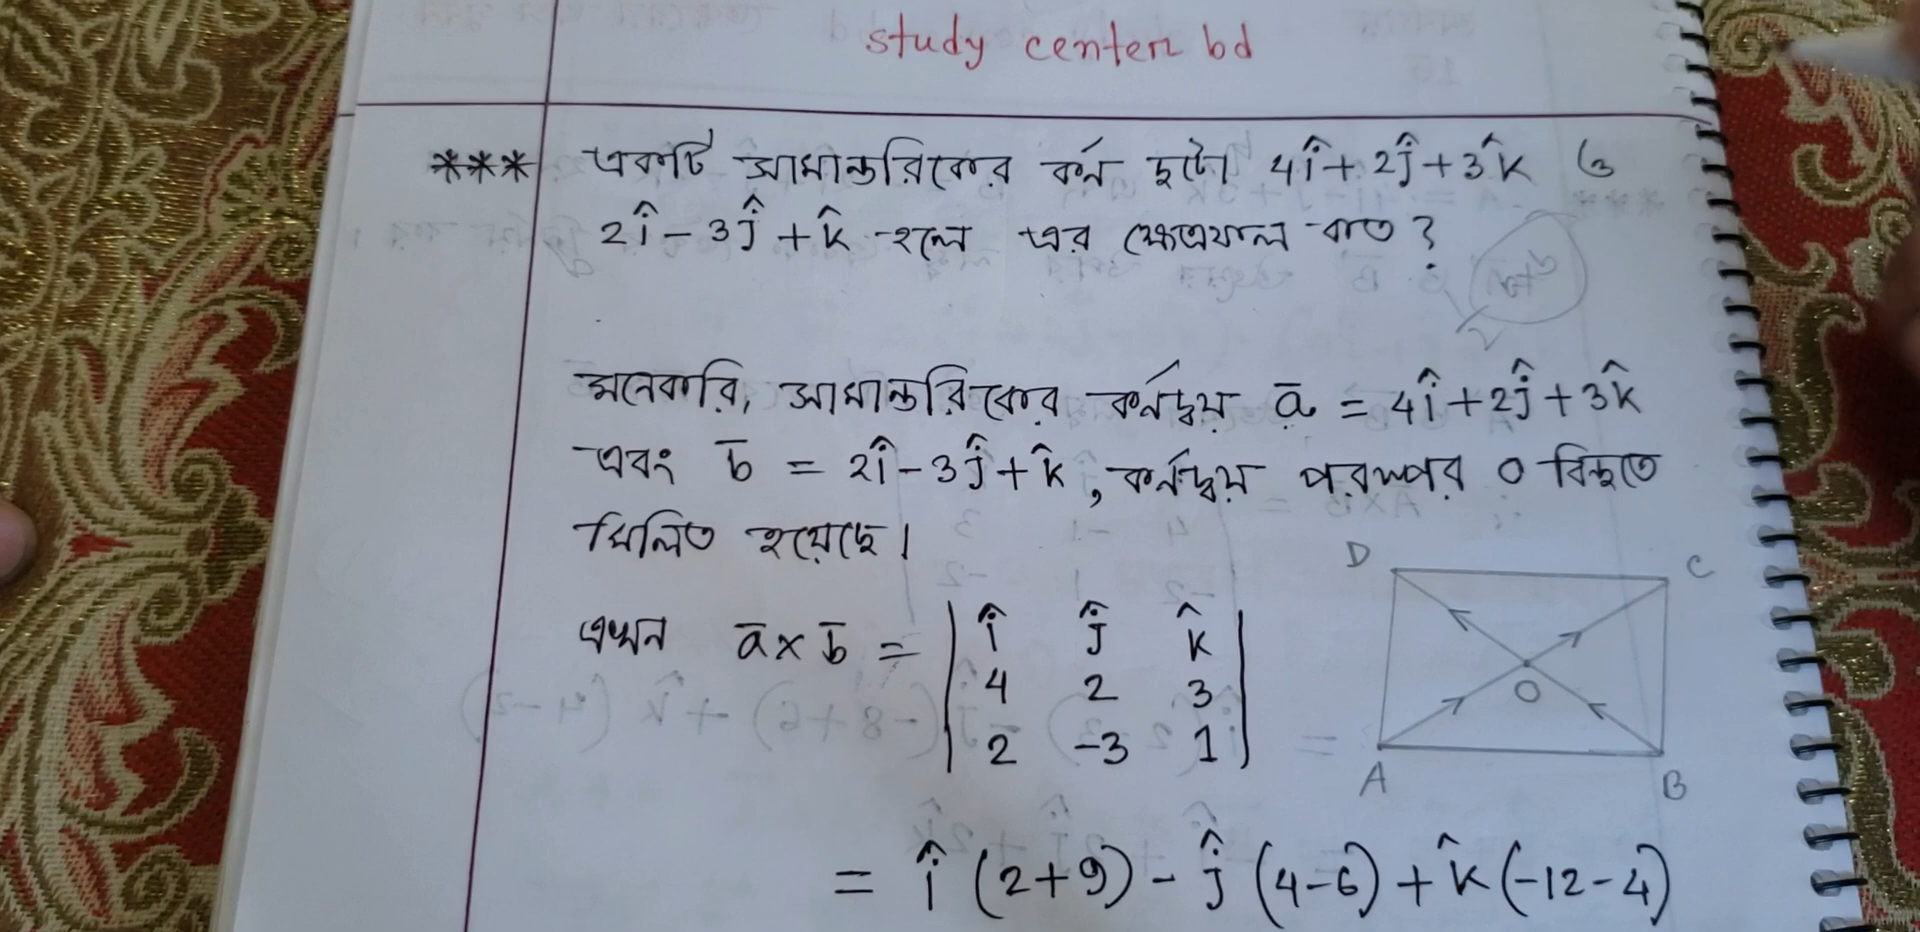 study center bd
*** একটি সামান্তরিকের কর্ন দুটো 4î + 2ĵ + 3k̂ ও
2î - 3ĵ + k̂ হলে এর ক্ষেত্রফল কত ?
মনেকরি, সামান্তরিকের কর্নদ্বয় ā = 4î + 2ĵ + 3k̂
এবং b̄ = 2î - 3ĵ + k̂, কর্নদ্বয় পরস্পর O বিন্দুতে
মিলিত হয়েছে।
D C
এখন ā × b̄ = | î ĵ k̂ |
4 2 3
O
2 -3 1
A B
= î (2+9) - ĵ (4-6) + k̂ (-12-4)